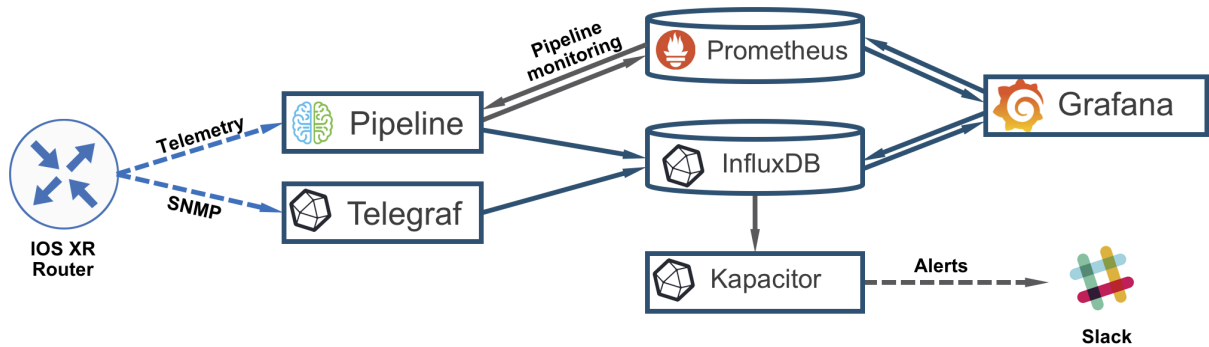 Pipeline
monitoring
Prometheus
Grafana
Telemetry
Pipeline
InfluxDB
SNMP
Telegraf
IOS XR
Router
Kapacitor
Alerts
Slack